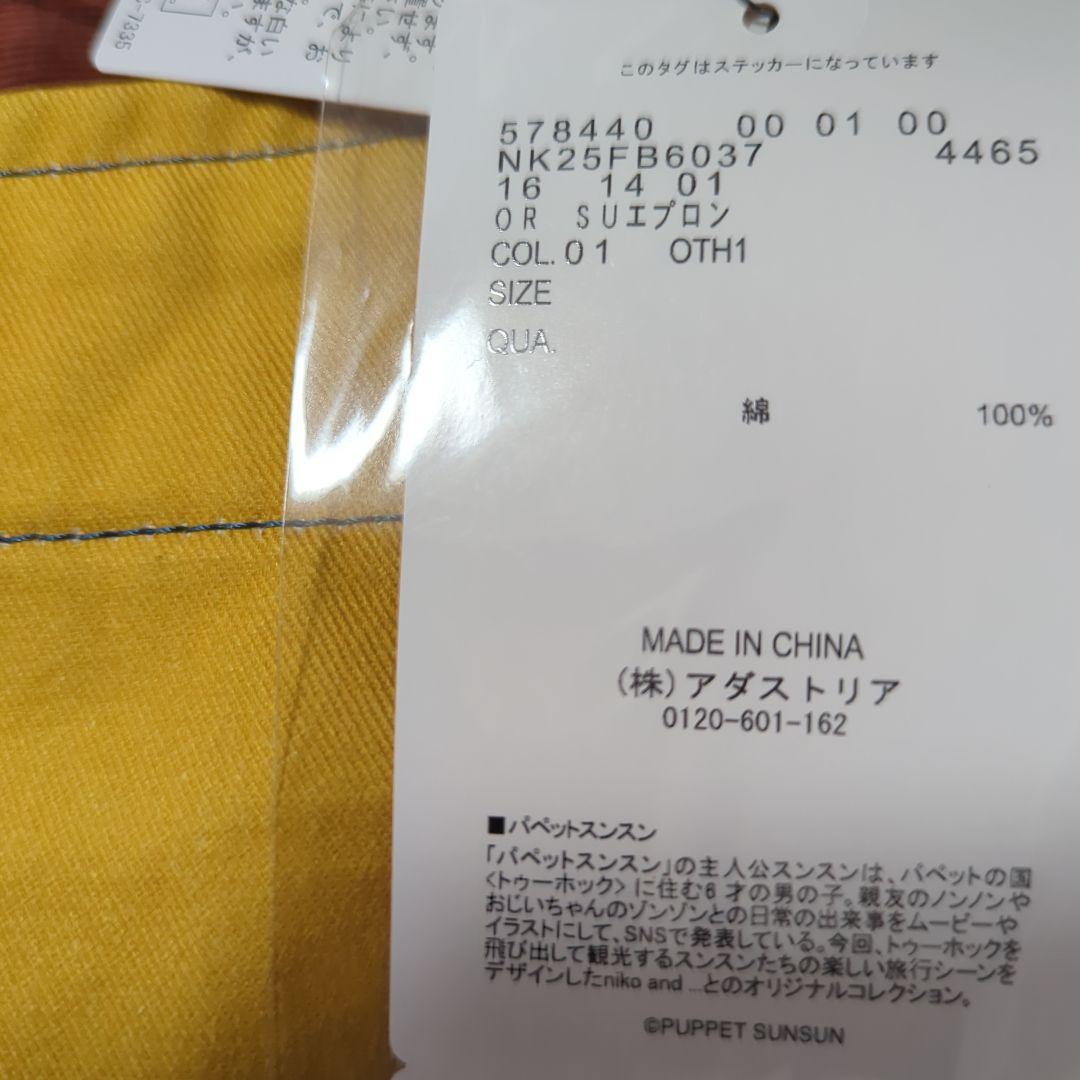 な白い
ますが、
で、お
より
-7335
このタグはステッカーになっています
578440 00 01 00
NK25FB6037 4465
16 14 01
OR SUエプロン
COL.01 OTH1
SIZE
QUA.
綿 100%
MADE IN CHINA
(株)アダストリア
0120-601-162
■パペットスンスン
「パペットスンスン」の主人公スンスンは、パペットの国
<トゥーホック> に住む6 才の男の子。親友のノンノンや
おじいちゃんのゾンゾンとの日常の出来事をムービーや
イラストにして、SNSで発表している。今回、トゥーホックを
飛び出して観光するスンスンたちの楽しい旅行シーンを
デザインしたniko and ...とのオリジナルコレクション。
©PUPPET SUNSUN